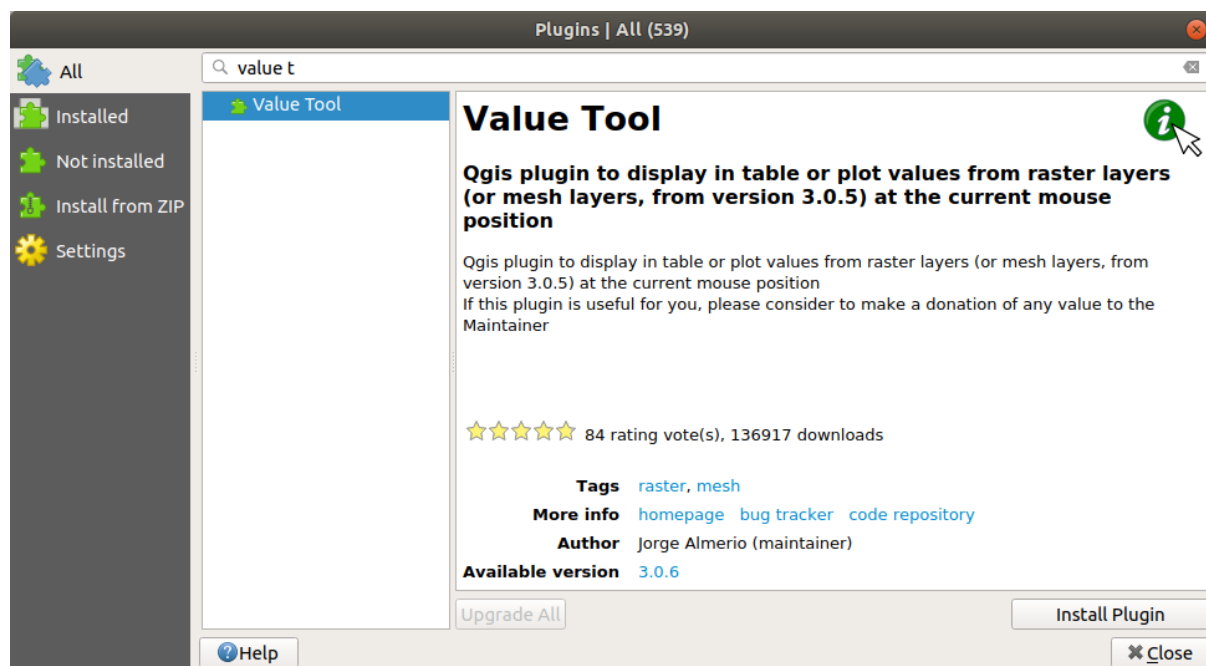 Plugins | All (539)
All
Installed
Not installed
Install from ZIP
Settings
value t
Value Tool
Value Tool
Qgis plugin to display in table or plot values from raster layers
(or mesh layers, from version 3.0.5) at the current mouse
position
Qgis plugin to display in table or plot values from raster layers (or mesh layers, from
version 3.0.5) at the current mouse position
If this plugin is useful for you, please consider to make a donation of any value to the
Maintainer
84 rating vote(s), 136917 downloads
Tags raster, mesh
More info homepage bug tracker code repository
Author Jorge Almerio (maintainer)
Available version 3.0.6
Upgrade All
Install Plugin
Help
Close